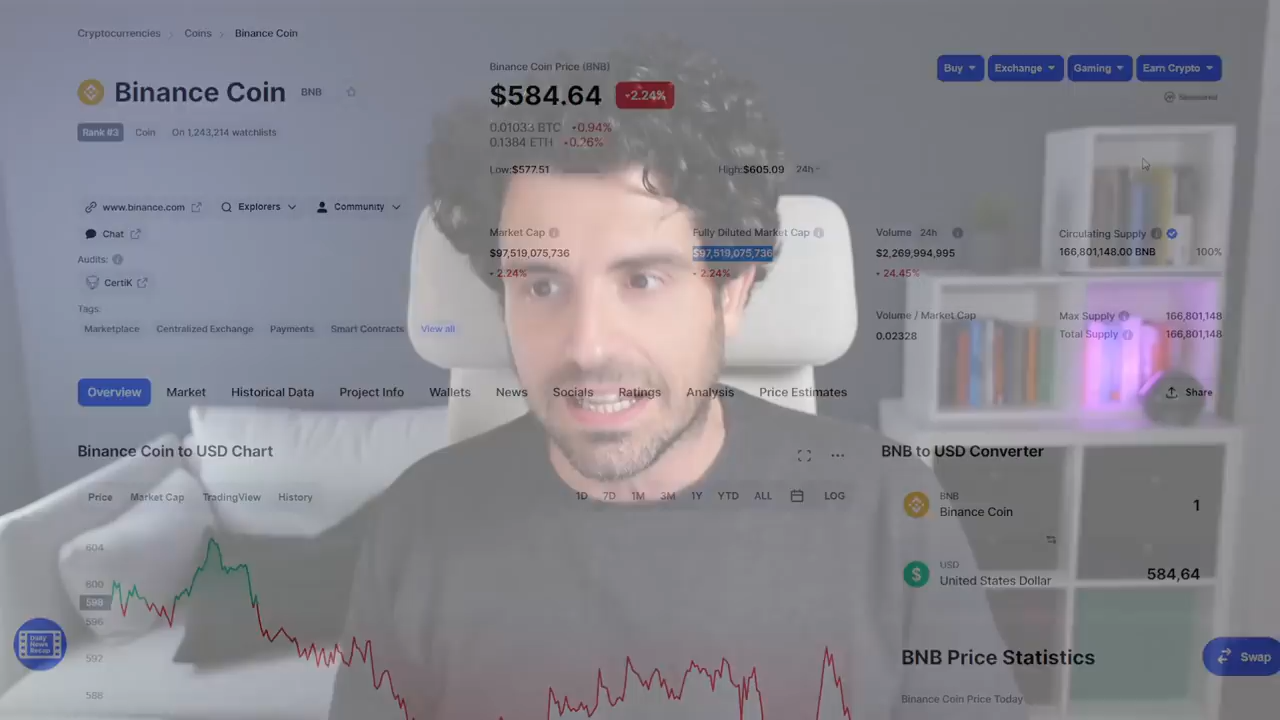 Cryptocurrencies Coins Binance Coin
Binance Coin BNB
Rank #3 Coin On 1,243,214 watchlists
www.binance.com Explorers Community
Chat
Audits:
CertiK
Tags:
Marketplace Centralized Exchange Payments Smart Contracts View all
Binance Coin Price (BNB)
$584.64 -2.24%
0.01033 BTC -0.94%
0.1384 ETH -0.26%
Low:$577.51 High:$605.09 24h
Buy Exchange Gaming Earn Crypto
Sponsored
Market Cap Fully Diluted Market Cap Volume 24h Circulating Supply
$97,519,075,736 $97,519,075,736 $2,269,994,995 166,801,148.00 BNB 100%
2.24% 2.24% 24.45%
Volume / Market Cap Max Supply 166,801,148
0.02328 Total Supply 166,801,148
Overview Market Historical Data Project Info Wallets News Socials Ratings Analysis Price Estimates Share
Binance Coin to USD Chart
Price Market Cap TradingView History 1D 7D 1M 3M 1Y YTD ALL LOG
604
600
598
596
592
588
Daily
News
Recap
BNB to USD Converter
BNB
Binance Coin 1
USD
United States Dollar 584,64
BNB Price Statistics
Swap
Binance Coin Price Today